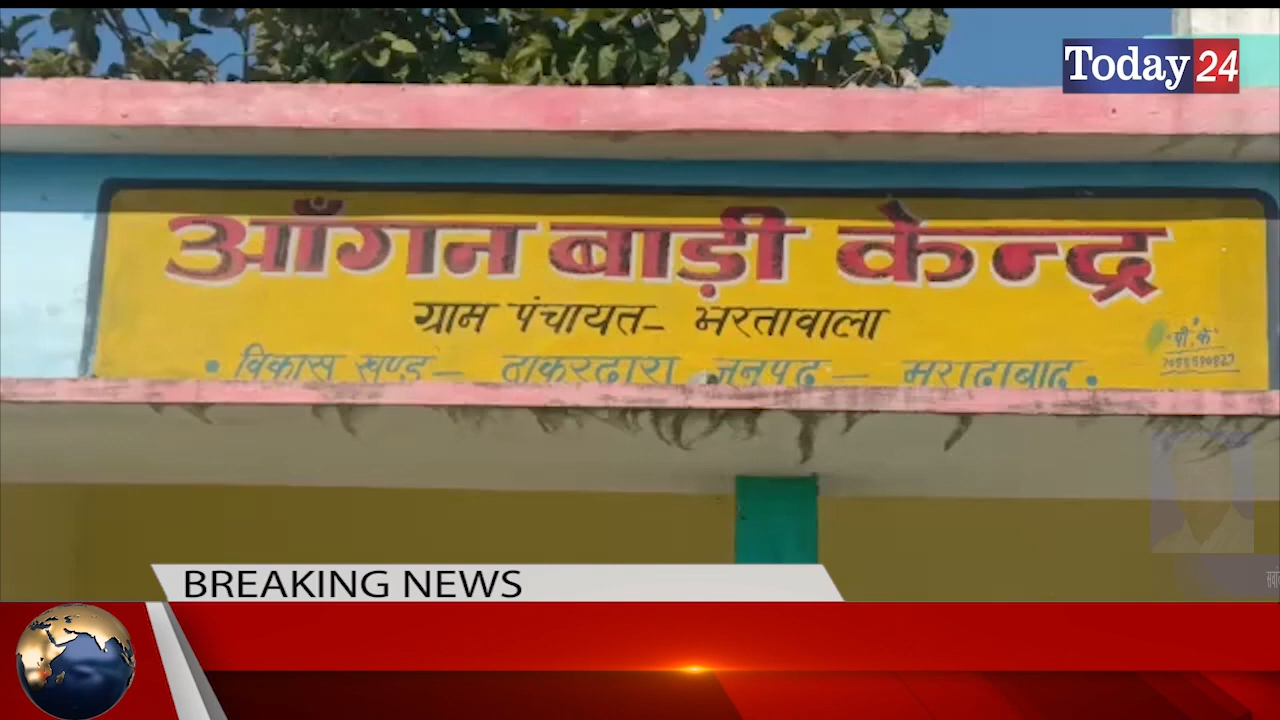 Today 24
आँगन बाड़ी केन्द्र
ग्राम पंचायत- भरतावाला
• विकास खण्ड - ठाकुरद्वारा जनपद - मुरादाबाद •
पी. के
BREAKING NEWS